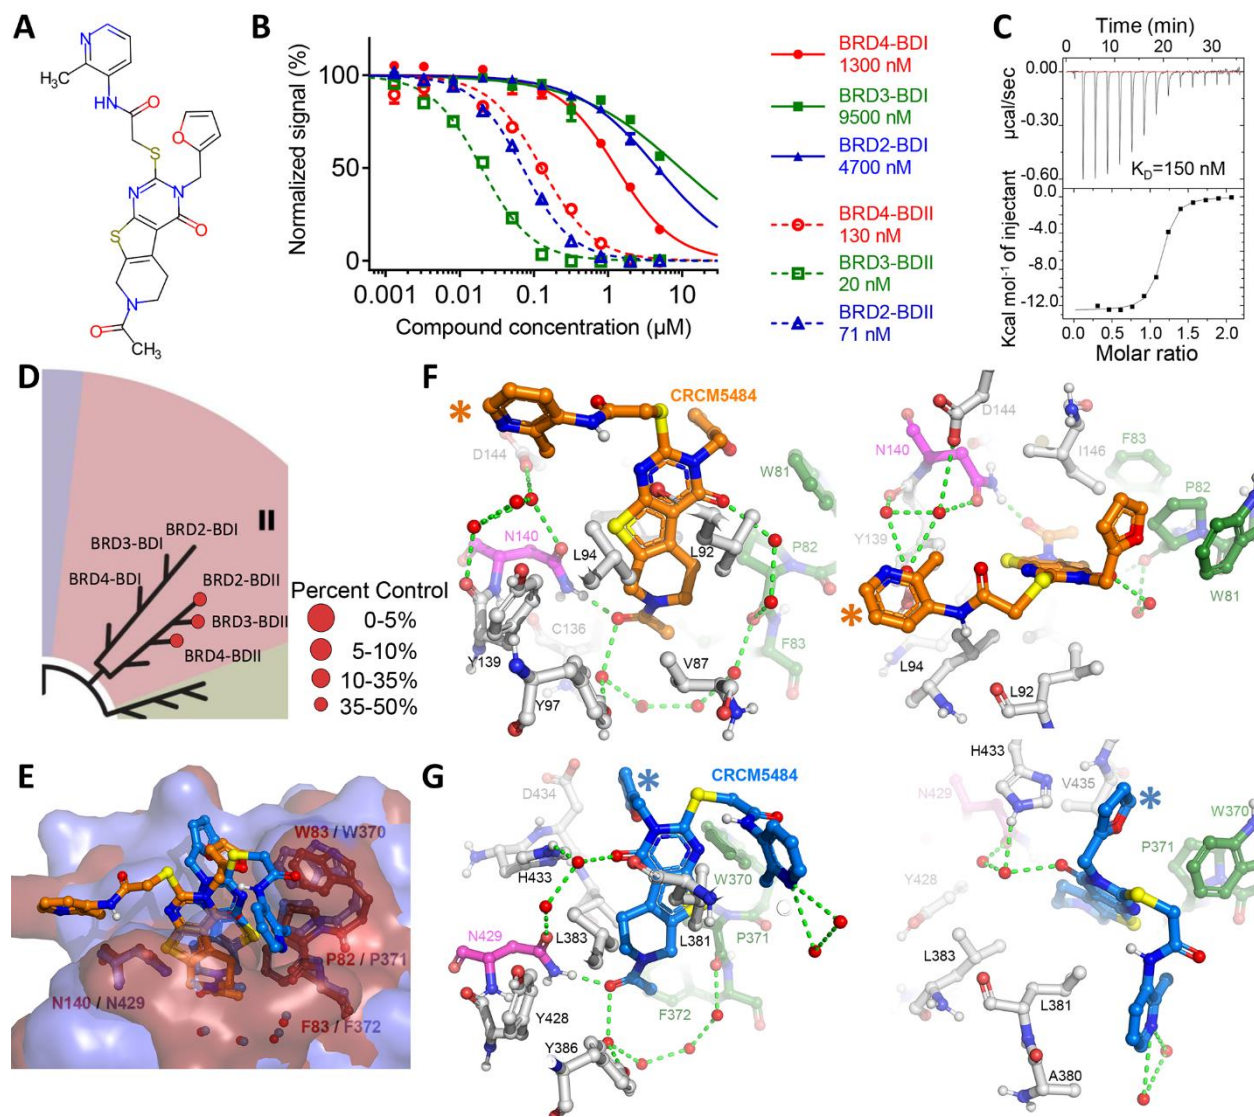 A
N
CH₃
HN
O
O
S
N
N
S
O
N
O
CH₃
B
Normalized signal (%)
100
50
0
0.001
0.01
0.1
1
10
Compound concentration (µM)
BRD4-BDI
1300 nM
BRD3-BDI
9500 nM
BRD2-BDI
4700 nM
BRD4-BDII
130 nM
BRD3-BDII
20 nM
BRD2-BDII
71 nM
C
Time (min)
0 10 20 30
µcal/sec
0.00
-0.30
-0.60
K_D=150 nM
Kcal mol⁻¹ of injectant
0.0
-4.0
-8.0
-12.0
0.0 0.5 1.0 1.5 2.0
Molar ratio
D
II
BRD3-BDI
BRD2-BDI
BRD4-BDI
BRD2-BDII
BRD3-BDII
BRD4-BDII
Percent Control
0-5%
5-10%
10-35%
35-50%
E
W83 / W370
P82 / P371
N140 / N429
F83 / F372
F
CRCM5484
*
D144
W81
N140
L94
L92
P82
C136
F83
Y139
Y97
V87
D144
N140
I146
F83
P82
Y139
W81
*
L94
L92
G
CRCM5484
*
D434
H433
W370
L383
L381
N429
P371
Y428
F372
Y386
H433
V435
*
N429
W370
P371
Y428
L383
L381
A380